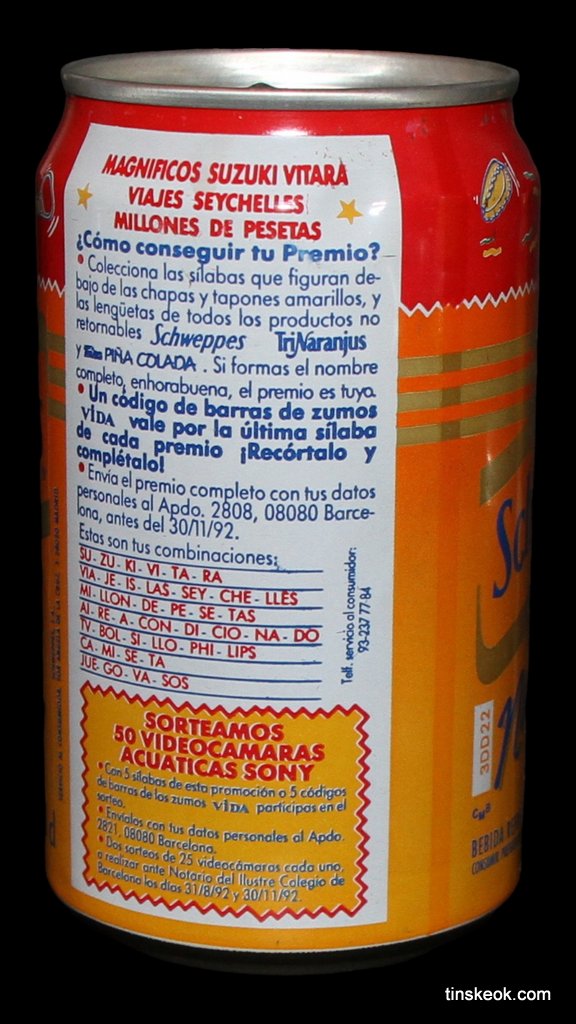 MAGNIFICOS SUZUKI VITARA
VIAJES SEYCHELLES
MILLONES DE PESETAS
¿Cómo conseguir tu Premio?
• Colecciona las sílabas que figuran de-
bajo de las chapas y tapones amarillos, y
las lengüetas de todos los productos no
retornables Schweppes TriNaranjus
y PIÑA COLADA. Si formas el nombre
completo, enhorabuena, el premio es tuyo.
• Un código de barras de zumos
VIDA vale por la última sílaba
de cada premio ¡Recórtalo y
complétalo!
• Envía el premio completo con tus datos
personales al Apdo. 2808, 08080 Barce-
lona, antes del 30/11/92.
Estas son tus combinaciones:
SU - ZU - KI - VI - TA - RA
VIA - JE - IS - LAS - SEY - CHE - LLES
MI - LLON - DE - PE - SE - TAS
AI - RE - A - CON - DI - CIO - NA - DO
TV - BOL - SI - LLO - PHI - LIPS
CA - MI - SE - TA
JUE - GO - VA - SOS
Telf. servicio al consumidor:
93-237 77 84
SORTEAMOS
50 VIDEOCAMARAS
ACUATICAS SONY
• Con 5 sílabas de esta promoción o 5 códigos
de barras de los zumos VIDA participas en el
sorteo.
• Envíalos con tus datos personales al Apdo.
2821, 08080 Barcelona.
• Dos sorteos de 25 videocámaras cada uno,
a realizar ante Notario del Ilustre Colegio de
Barcelona los días 31/8/92 y 30/11/92.
3DD22
CMB
BEBIDA
tinskeok.com